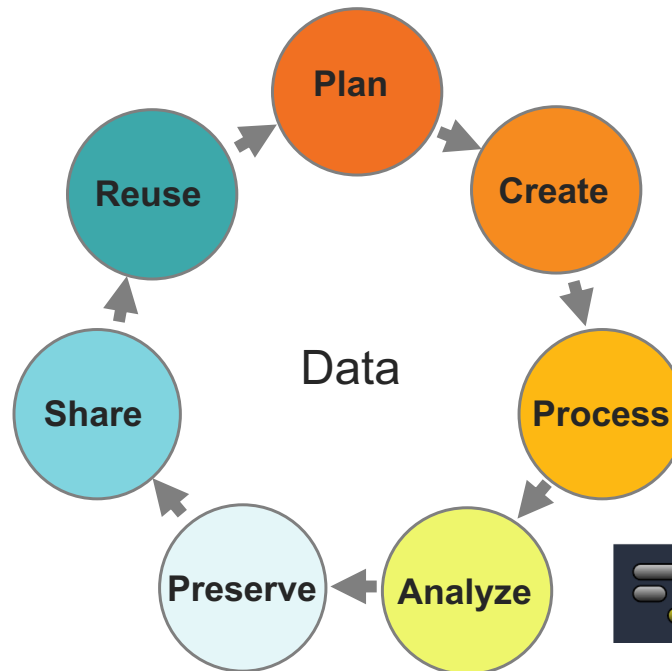 Plan
Create
Reuse
Data
Process
Share
Analyze
Preserve